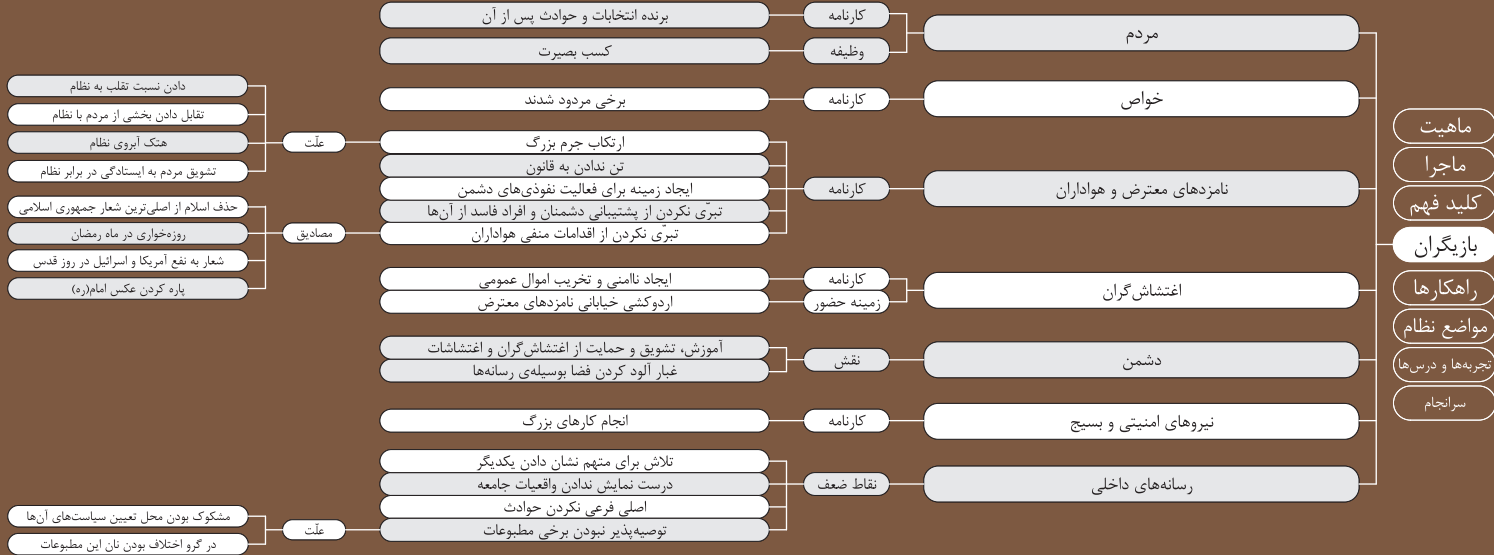 ماهیت
ماجرا
کلید فهم
بازیگران
راهکارها
مواضع نظام
تجربه‌ها و درس‌ها
سرانجام
مردم
کارنامه
برنده انتخابات و حوادث پس از آن
وظیفه
کسب بصیرت
خواص
کارنامه
برخی مردود شدند
نامزدهای معترض و هواداران
کارنامه
ارتکاب جرم بزرگ
علّت
دادن نسبت تقلب به نظام
تقابل دادن بخشی از مردم با نظام
هتک آبروی نظام
تشویق مردم به ایستادگی در برابر نظام
تن ندادن به قانون
ایجاد زمینه برای فعالیت نفوذی‌های دشمن
تبرّی نکردن از پشتیبانی دشمنان و افراد فاسد از آن‌ها
تبرّی نکردن از اقدامات منفی هواداران
مصادیق
حذف اسلام از اصلی‌ترین شعار جمهوری اسلامی
روزه‌خواری در ماه رمضان
شعار به نفع آمریکا و اسرائیل در روز قدس
پاره کردن عکس امام(ره)
اغتشاش‌گران
کارنامه
ایجاد ناامنی و تخریب اموال عمومی
زمینه حضور
اردوکشی خیابانی نامزدهای معترض
دشمن
نقش
آموزش، تشویق و حمایت از اغتشاش‌گران و اغتشاشات
غبار آلود کردن فضا بوسیله‌ی رسانه‌ها
نیروهای امنیتی و بسیج
کارنامه
انجام کارهای بزرگ
رسانه‌های داخلی
نقاط ضعف
تلاش برای متهم نشان دادن یکدیگر
درست نمایش ندادن واقعیات جامعه
اصلی فرعی نکردن حوادث
توصیه‌پذیر نبودن برخی مطبوعات
علّت
مشکوک بودن محل تعیین سیاست‌های آن‌ها
در گرو اختلاف بودن نان این مطبوعات